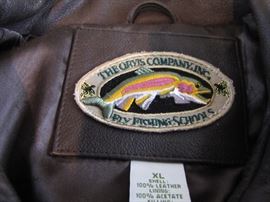 THE ORVIS COMPANY, INC.
FLY FISHING SCHOOLS
XL
SHELL:
100% LEATHER
LINING:
100% ACETATE